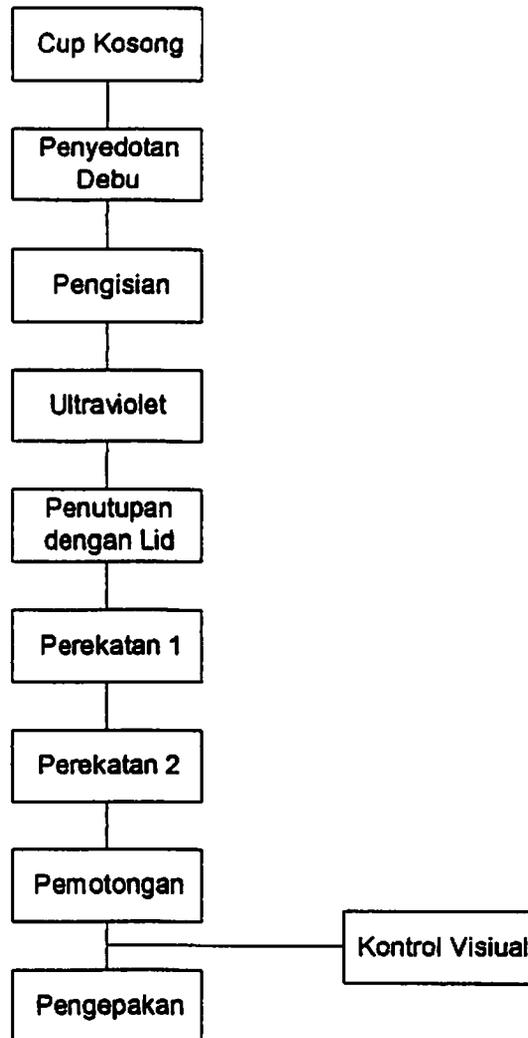 Cup Kosong
Penyedotan
Debu
Pengisian
Ultraviolet
Penutupan
dengan Lid
Perekatan 1
Perekatan 2
Pemotongan
Kontrol Visiual
Pengepakan